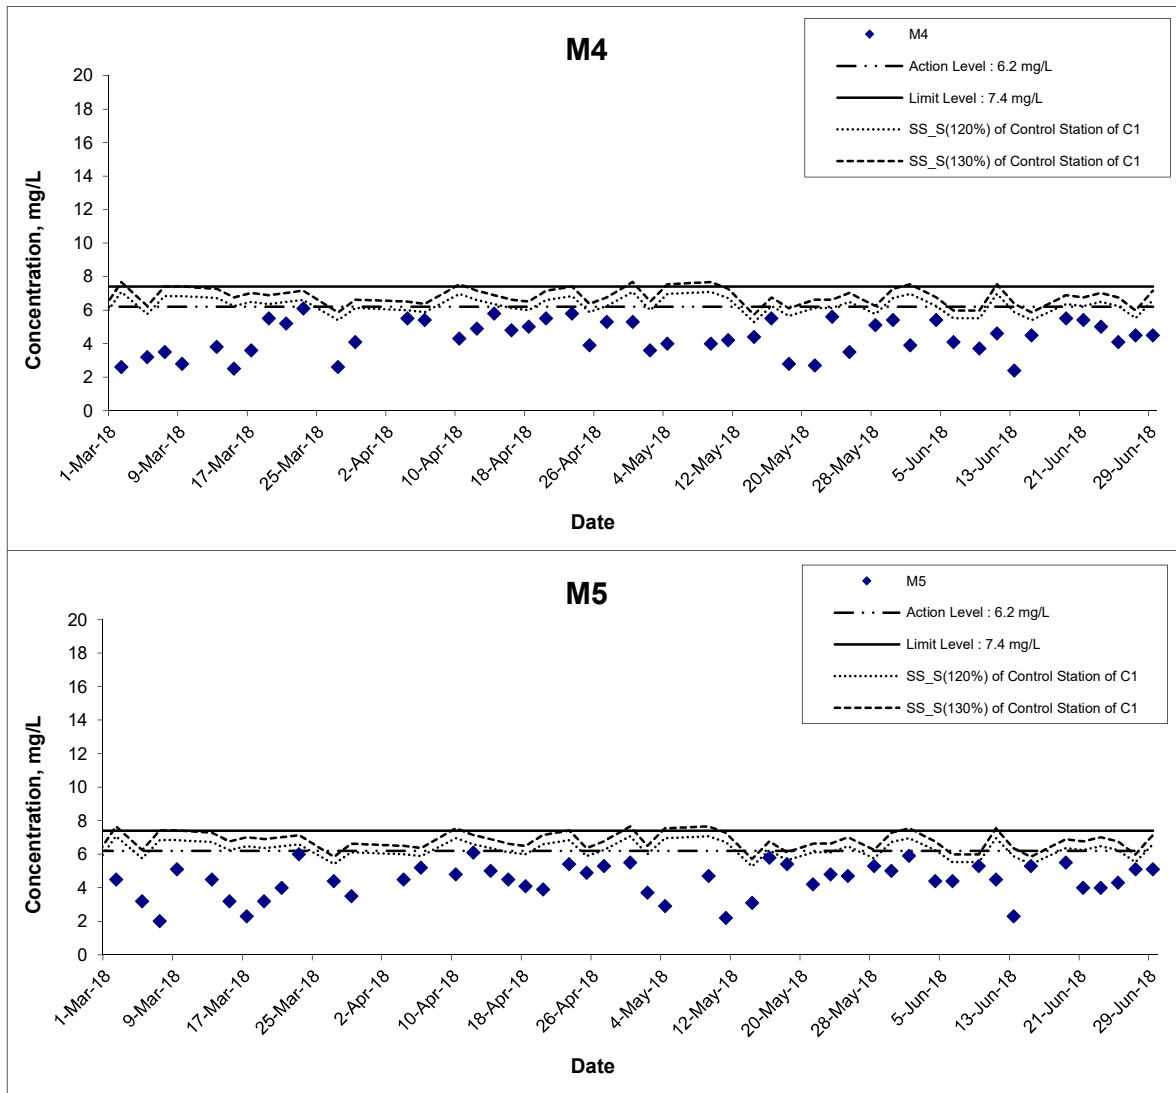 M4
M4
Action Level : 6.2 mg/L
Limit Level : 7.4 mg/L
SS_S(120%) of Control Station of C1
SS_S(130%) of Control Station of C1
Concentration, mg/L
20
18
16
14
12
10
8
6
4
2
0
1-Mar-18
9-Mar-18
17-Mar-18
25-Mar-18
2-Apr-18
10-Apr-18
18-Apr-18
26-Apr-18
4-May-18
12-May-18
20-May-18
28-May-18
5-Jun-18
13-Jun-18
21-Jun-18
29-Jun-18
Date
M5
M5
Action Level : 6.2 mg/L
Limit Level : 7.4 mg/L
SS_S(120%) of Control Station of C1
SS_S(130%) of Control Station of C1
Concentration, mg/L
20
18
16
14
12
10
8
6
4
2
0
1-Mar-18
9-Mar-18
17-Mar-18
25-Mar-18
2-Apr-18
10-Apr-18
18-Apr-18
26-Apr-18
4-May-18
12-May-18
20-May-18
28-May-18
5-Jun-18
13-Jun-18
21-Jun-18
29-Jun-18
Date